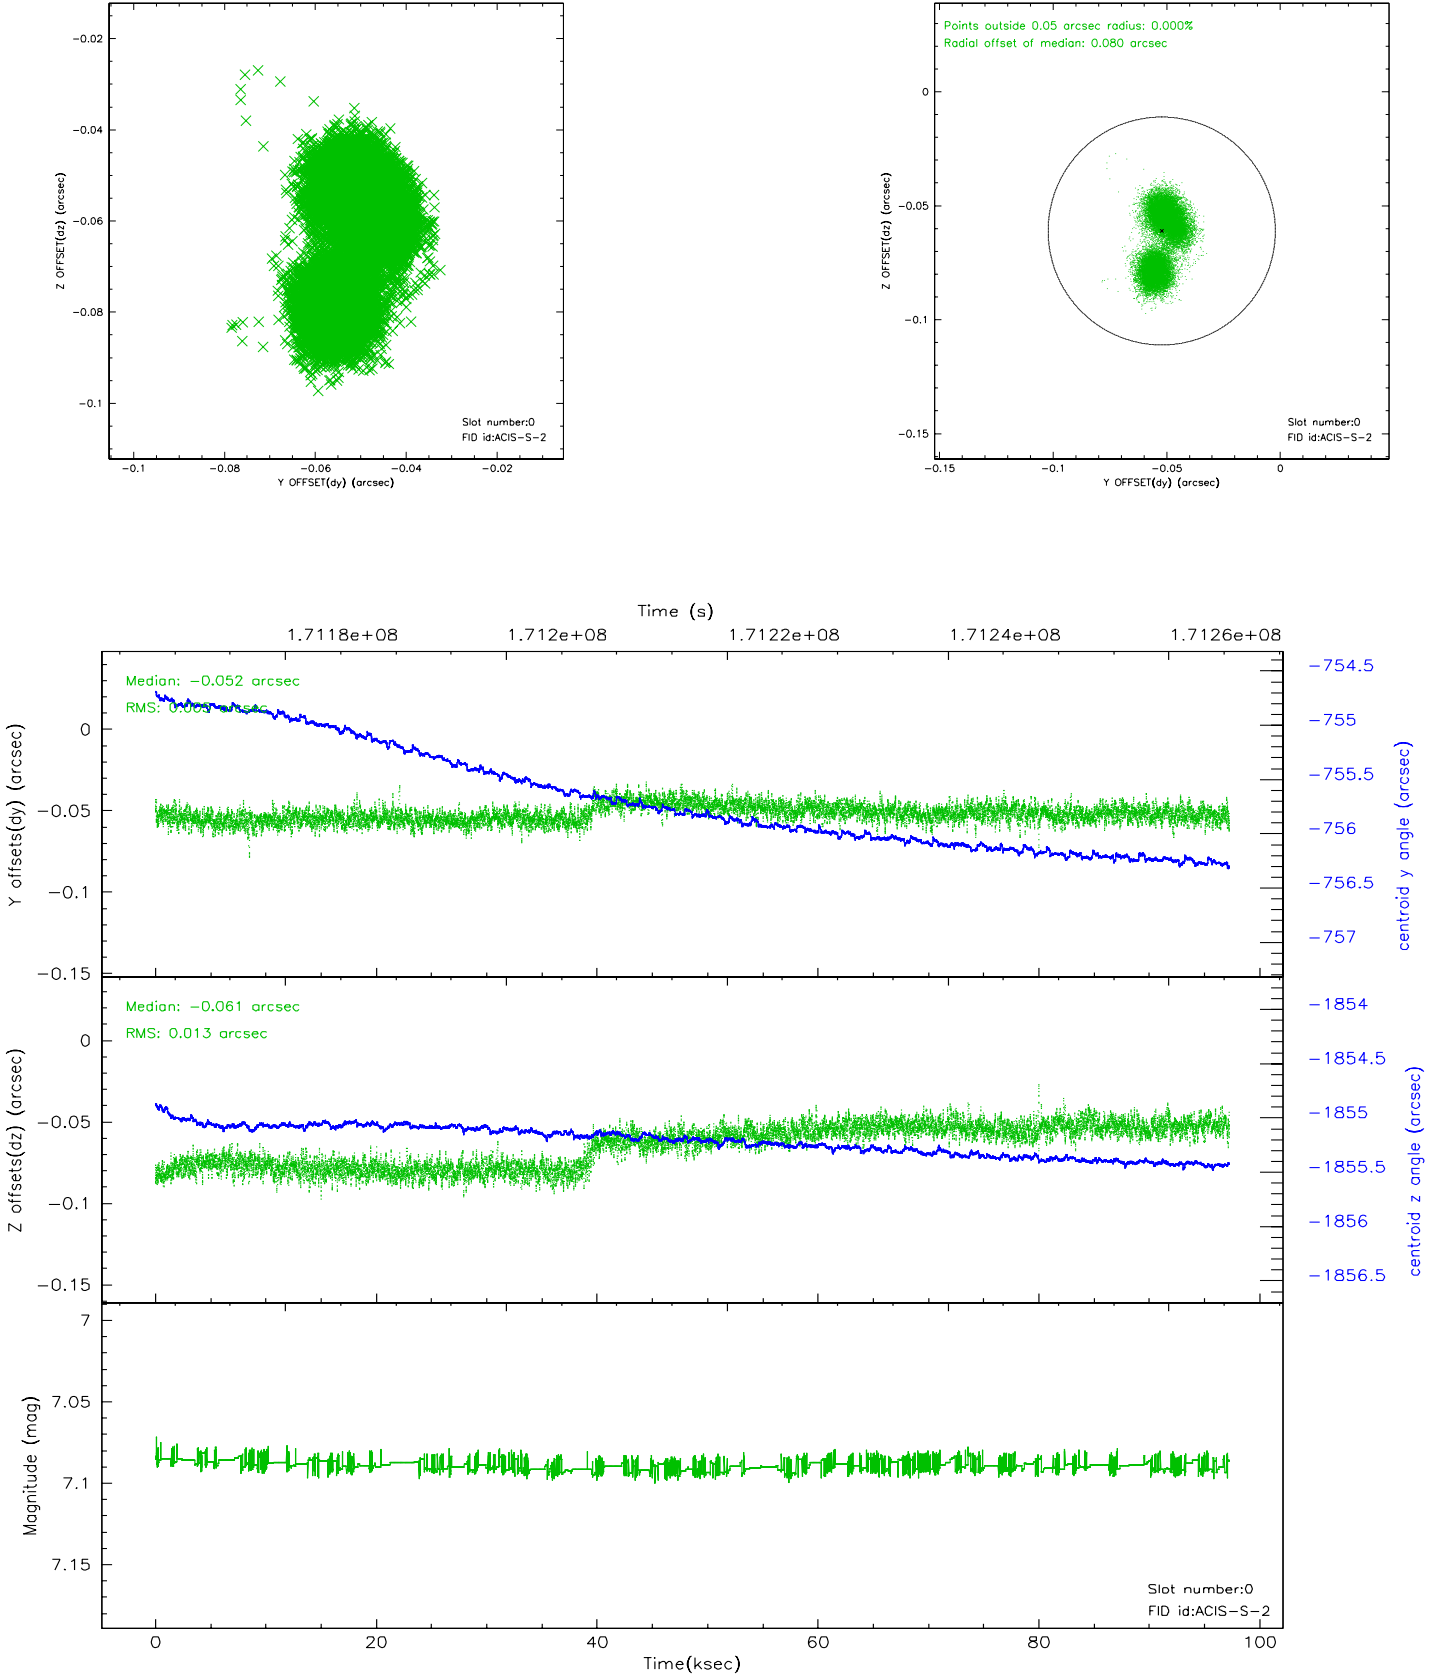 −0.02
−0.04
−0.06
−0.08
−0.1
Z OFFSET(dz) (arcsec)
Slot number:0
FID id:ACIS−S−2
−0.1 −0.08 −0.06 −0.04 −0.02
Y OFFSET(dy) (arcsec)
Points outside 0.05 arcsec radius: 0.000%
Radial offset of median: 0.080 arcsec
0
−0.05
−0.1
−0.15
Z OFFSET(dz) (arcsec)
Slot number:0
FID id:ACIS−S−2
−0.15 −0.1 −0.05 0
Y OFFSET(dy) (arcsec)
Time (s)
1.7118e+08 1.712e+08 1.7122e+08 1.7124e+08 1.7126e+08
Median: −0.052 arcsec
RMS: 0.005 arcsec
0
−0.05
−0.1
−0.15
Y offsets(dy) (arcsec)
−754.5
−755
−755.5
−756
−756.5
−757
centroid y angle (arcsec)
Median: −0.061 arcsec
RMS: 0.013 arcsec
0
−0.05
−0.1
−0.15
Z offsets(dz) (arcsec)
−1854
−1854.5
−1855
−1855.5
−1856
−1856.5
centroid z angle (arcsec)
7
7.05
7.1
7.15
Magnitude (mag)
Slot number:0
FID id:ACIS−S−2
0 20 40 60 80 100
Time(ksec)